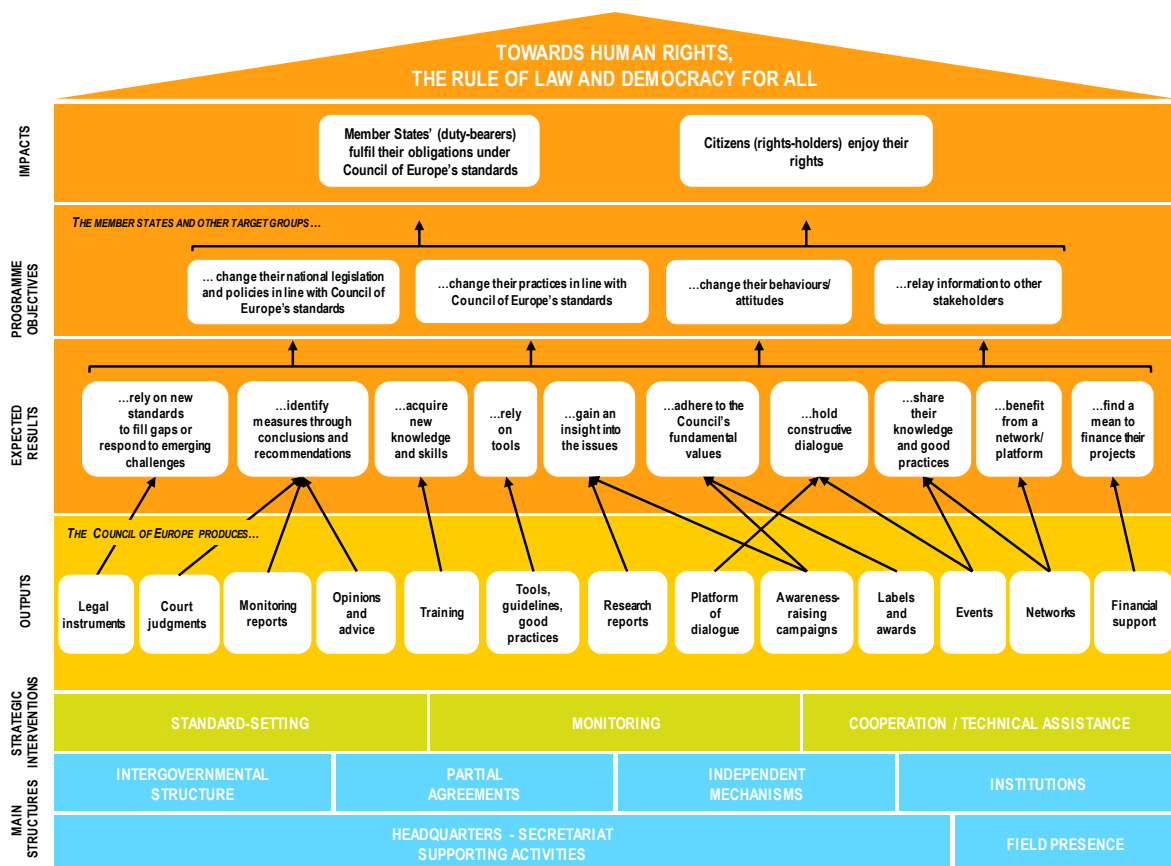 TOWARDS HUMAN RIGHTS,
THE RULE OF LAW AND DEMOCRACY FOR ALL
IMPACTS
Member States' (duty-bearers)
fulfil their obligations under
Council of Europe's standards
Citizens (rights-holders) enjoy their
rights
PROGRAMME
OBJECTIVES
THE MEMBER STATES AND OTHER TARGET GROUPS…
…change their national legislation
and policies in line with Council of
Europe's standards
…change their practices in line with
Council of Europe's standards
…change their behaviours/
attitudes
…relay information to other
stakeholders
EXPECTED
RESULTS
…rely on new
standards
to fill gaps or
respond to emerging
challenges
…identify
measures through
conclusions and
recommendations
…acquire
new
knowledge
and skills
…rely
on
tools
…gain an
insight into
the issues
…adhere to the
Council's
fundamental
values
…hold
constructive
dialogue
…share
their
knowledge
and good
practices
…benefit
from a
network/
platform
…find a
mean to
finance their
projects
OUTPUTS
THE COUNCIL OF EUROPE PRODUCES…
Legal
instruments
Court
judgments
Monitoring
reports
Opinions
and
advice
Training
Tools,
guidelines,
good
practices
Research
reports
Platform
of
dialogue
Awareness-
raising
campaigns
Labels
and
awards
Events
Networks
Financial
support
STRATEGIC
INTERVENTIONS
STANDARD-SETTING
MONITORING
COOPERATION / TECHNICAL ASSISTANCE
MAIN
STRUCTURES
INTERGOVERNMENTAL
STRUCTURE
PARTIAL
AGREEMENTS
INDEPENDENT
MECHANISMS
INSTITUTIONS
HEADQUARTERS - SECRETARIAT
SUPPORTING ACTIVITIES
FIELD PRESENCE